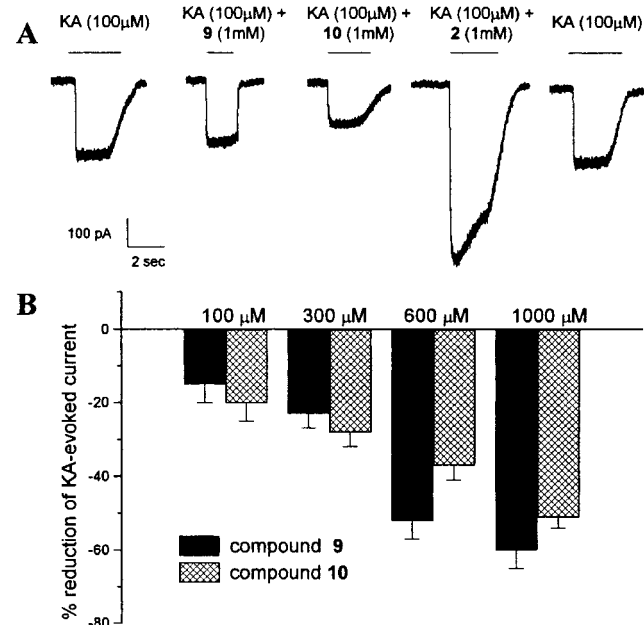 A
KA (100µM)
KA (100µM) +
9 (1mM)
KA (100µM) +
10 (1mM)
KA (100µM) +
2 (1mM)
KA (100µM)
100 pA
2 sec
B
100 µM
300 µM
600 µM
1000 µM
0
-20
-40
-60
-80
% reduction of KA-evoked current
compound 9
compound 10